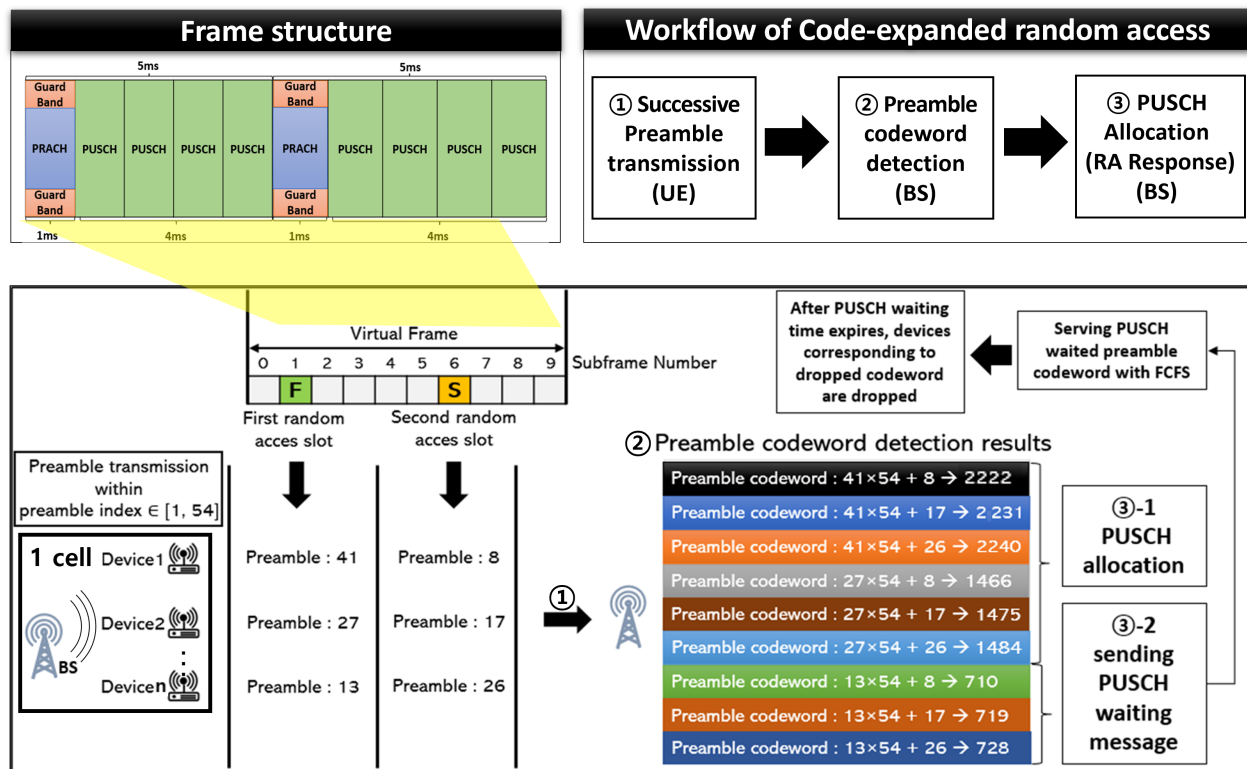 Frame structure
5ms
5ms
Guard
Band
PRACH
Guard
Band
PUSCH
PUSCH
PUSCH
PUSCH
Guard
Band
PRACH
Guard
Band
PUSCH
PUSCH
PUSCH
PUSCH
1ms
4ms
1ms
4ms
Workflow of Code-expanded random access
① Successive
Preamble
transmission
(UE)
② Preamble
codeword
detection
(BS)
③ PUSCH
Allocation
(RA Response)
(BS)
Virtual Frame
0 1 2 3 4 5 6 7 8 9
Subframe Number
F
S
First random
acces slot
Second random
acces slot
After PUSCH waiting
time expires, devices
corresponding to
dropped codeword
are dropped
Serving PUSCH
waited preamble
codeword with FCFS
Preamble transmission
within
preamble index ∈ [1, 54]
1 cell
Device1
Device2
Device n
BS
Preamble : 41
Preamble : 8
Preamble : 27
Preamble : 17
Preamble : 13
Preamble : 26
①
② Preamble codeword detection results
Preamble codeword : 41×54 + 8 → 2222
Preamble codeword : 41×54 + 17 → 2231
Preamble codeword : 41×54 + 26 → 2240
Preamble codeword : 27×54 + 8 → 1466
Preamble codeword : 27×54 + 17 → 1475
Preamble codeword : 27×54 + 26 → 1484
Preamble codeword : 13×54 + 8 → 710
Preamble codeword : 13×54 + 17 → 719
Preamble codeword : 13×54 + 26 → 728
③-1
PUSCH
allocation
③-2
sending
PUSCH
waiting
message